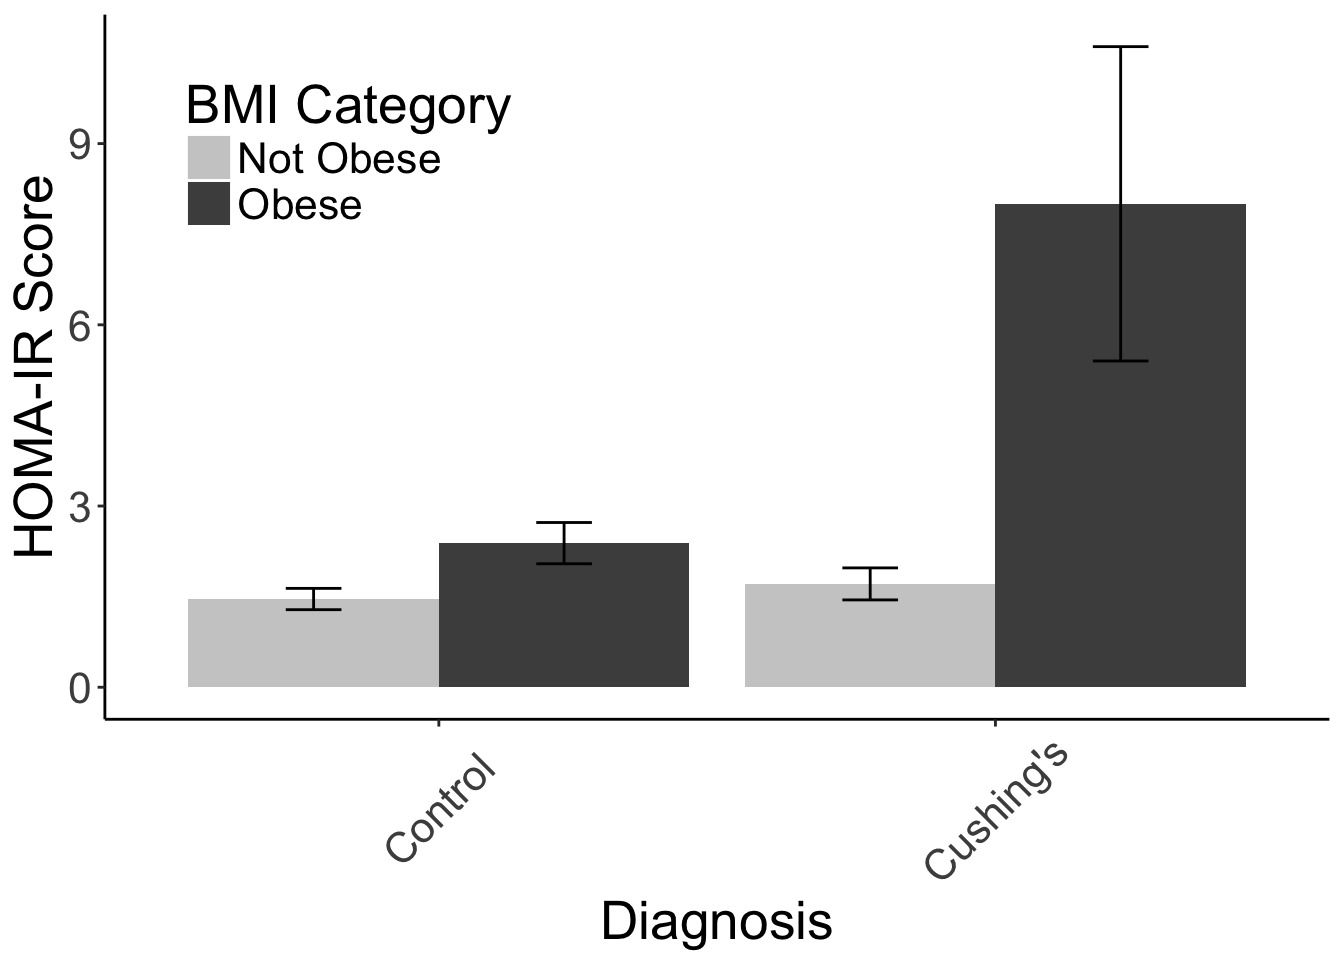 BMI Category
Not Obese
Obese
HOMA-IR Score
9
6
3
0
Control
Cushing's
Diagnosis